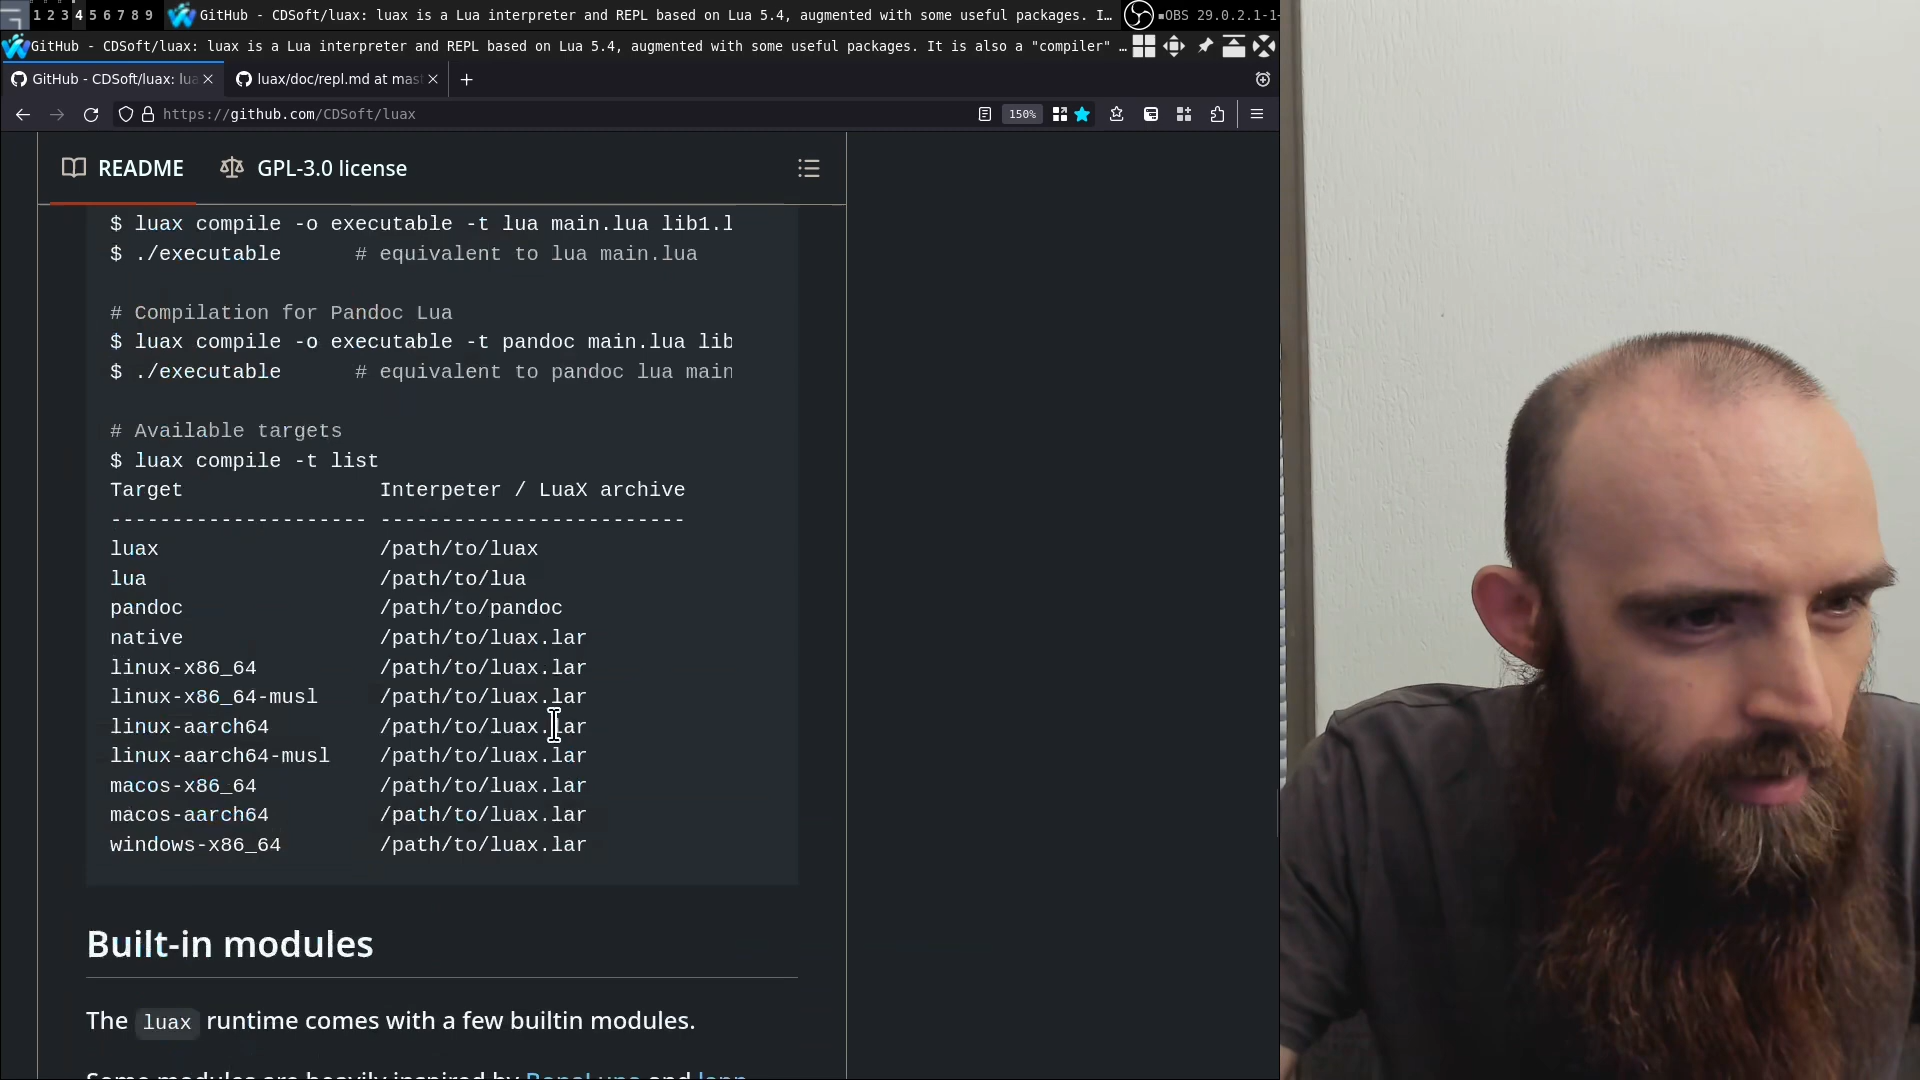 1 2 3 4 5 6 7 8 9
GitHub - CDSoft/luax: luax is a Lua interpreter and REPL based on Lua 5.4, augmented with some useful packages. I…
OBS 29.0.2.1-1-
GitHub - CDSoft/luax: luax is a Lua interpreter and REPL based on Lua 5.4, augmented with some useful packages. It is also a "compiler" …
GitHub - CDSoft/luax: lua
luax/doc/repl.md at mas
https://github.com/CDSoft/luax
150%
README
GPL-3.0 license
$ luax compile -o executable -t lua main.lua lib1.l
$ ./executable      # equivalent to lua main.lua
# Compilation for Pandoc Lua
$ luax compile -o executable -t pandoc main.lua lib
$ ./executable      # equivalent to pandoc lua main
# Available targets
$ luax compile -t list
Target                Interpeter / LuaX archive
--------------------- -------------------------
luax                  /path/to/luax
lua                   /path/to/lua
pandoc                /path/to/pandoc
native                /path/to/luax.lar
linux-x86_64          /path/to/luax.lar
linux-x86_64-musl     /path/to/luax.lar
linux-aarch64         /path/to/luax.lar
linux-aarch64-musl    /path/to/luax.lar
macos-x86_64          /path/to/luax.lar
macos-aarch64         /path/to/luax.lar
windows-x86_64        /path/to/luax.lar
Built-in modules
The luax runtime comes with a few builtin modules.
Some modules are heavily inspired by BonaLuna and lapp